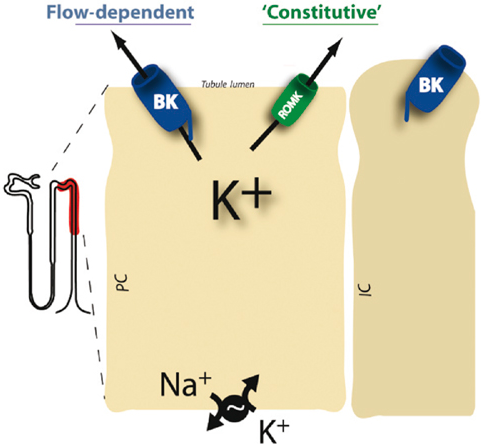 Flow-dependent
‘Constitutive’
Tubule lumen
BK
ROMK
BK
K+
PC
IC
Na+
K+